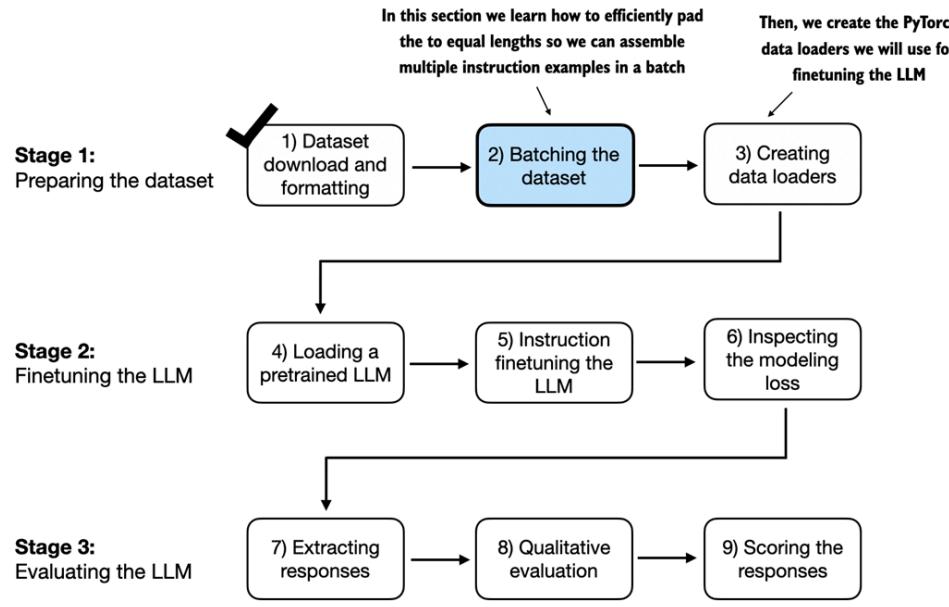 In this section we learn how to efficiently pad
the to equal lengths so we can assemble
multiple instruction examples in a batch
Then, we create the PyTorc
data loaders we will use fo
finetuning the LLM
Stage 1:
Preparing the dataset
1) Dataset
download and
formatting
2) Batching the
dataset
3) Creating
data loaders
Stage 2:
Finetuning the LLM
4) Loading a
pretrained LLM
5) Instruction
finetuning the
LLM
6) Inspecting
the modeling
loss
Stage 3:
Evaluating the LLM
7) Extracting
responses
8) Qualitative
evaluation
9) Scoring the
responses